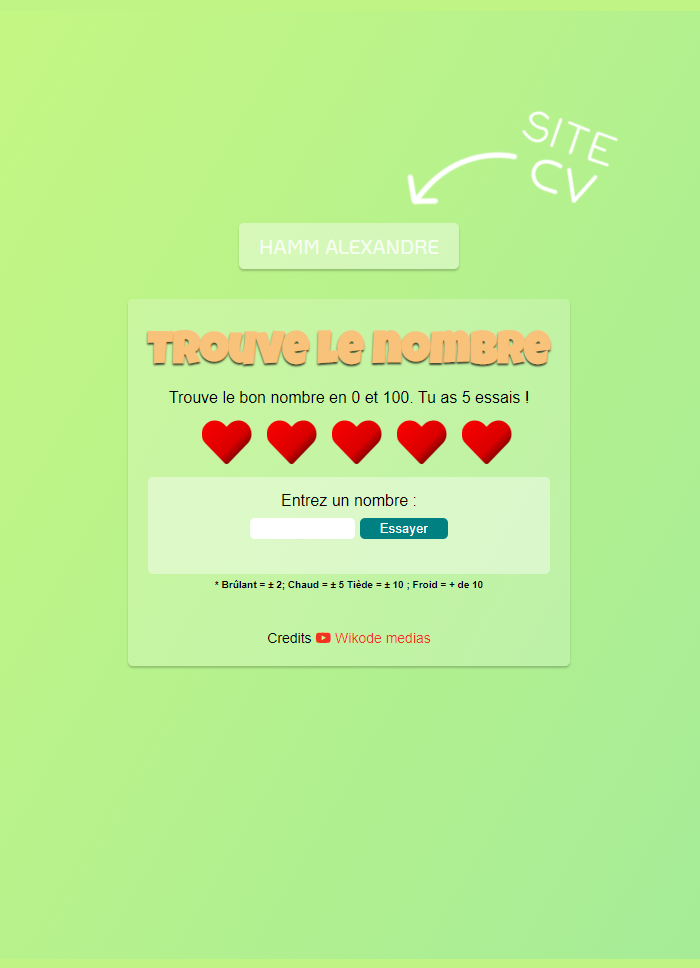 SITE
CV
HAMM ALEXANDRE
Trouve le nombre
Trouve le bon nombre en 0 et 100. Tu as 5 essais !
Entrez un nombre :
Essayer
* Brûlant = ± 2; Chaud = ± 5 Tiède = ± 10 ; Froid = + de 10
Credits Wikode medias